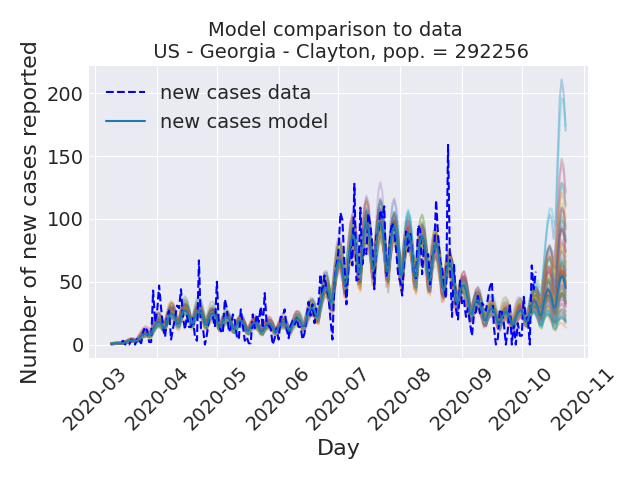 Model comparison to data
US - Georgia - Clayton, pop. = 292256
Number of new cases reported
200
150
100
50
0
new cases data
new cases model
2020-03
2020-04
2020-05
2020-06
2020-07
2020-08
2020-09
2020-10
2020-11
Day